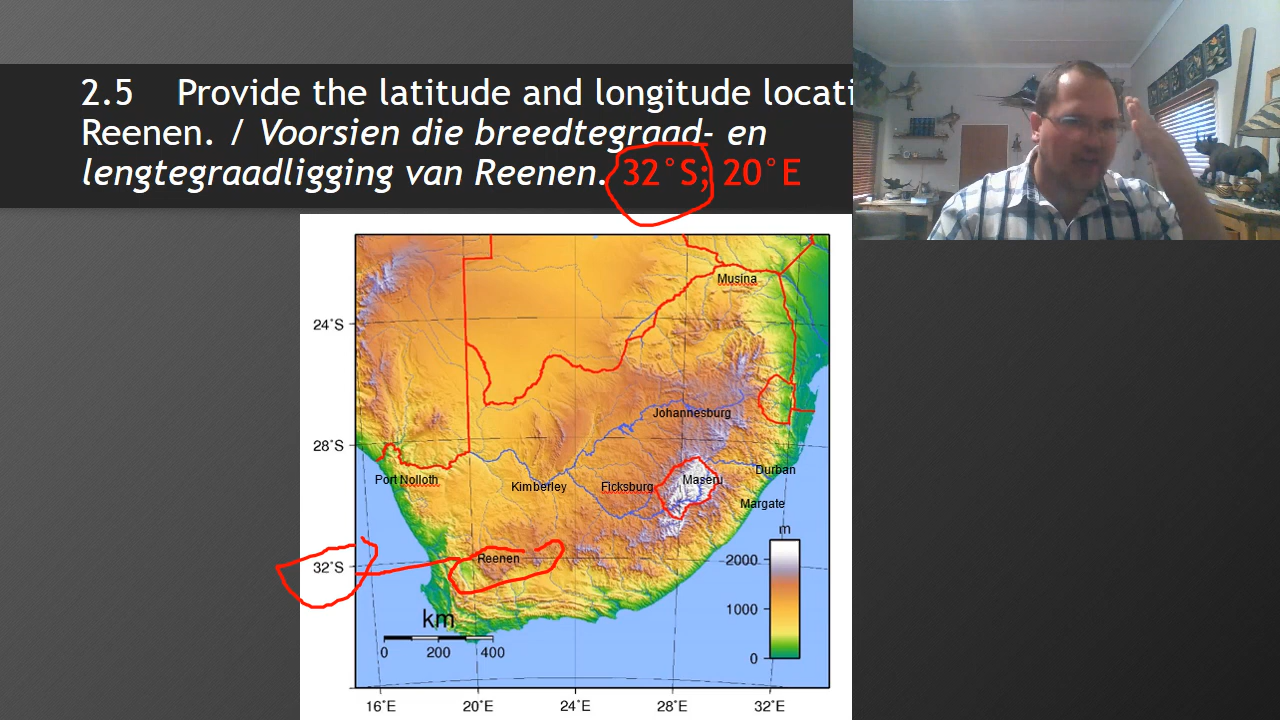 2.5 Provide the latitude and longitude locati
Reenen. / Voorsien die breedtegraad- en
lengtegraadligging van Reenen. 32°S; 20°E
Musina
24°S
Johannesburg
28°S
Durban
Port Nolloth
Kimberley
Ficksburg
Maseru
Margate
m
Reenen
2000
32°S
1000
km
0
0 200 400
16°E 20°E 24°E 28°E 32°E